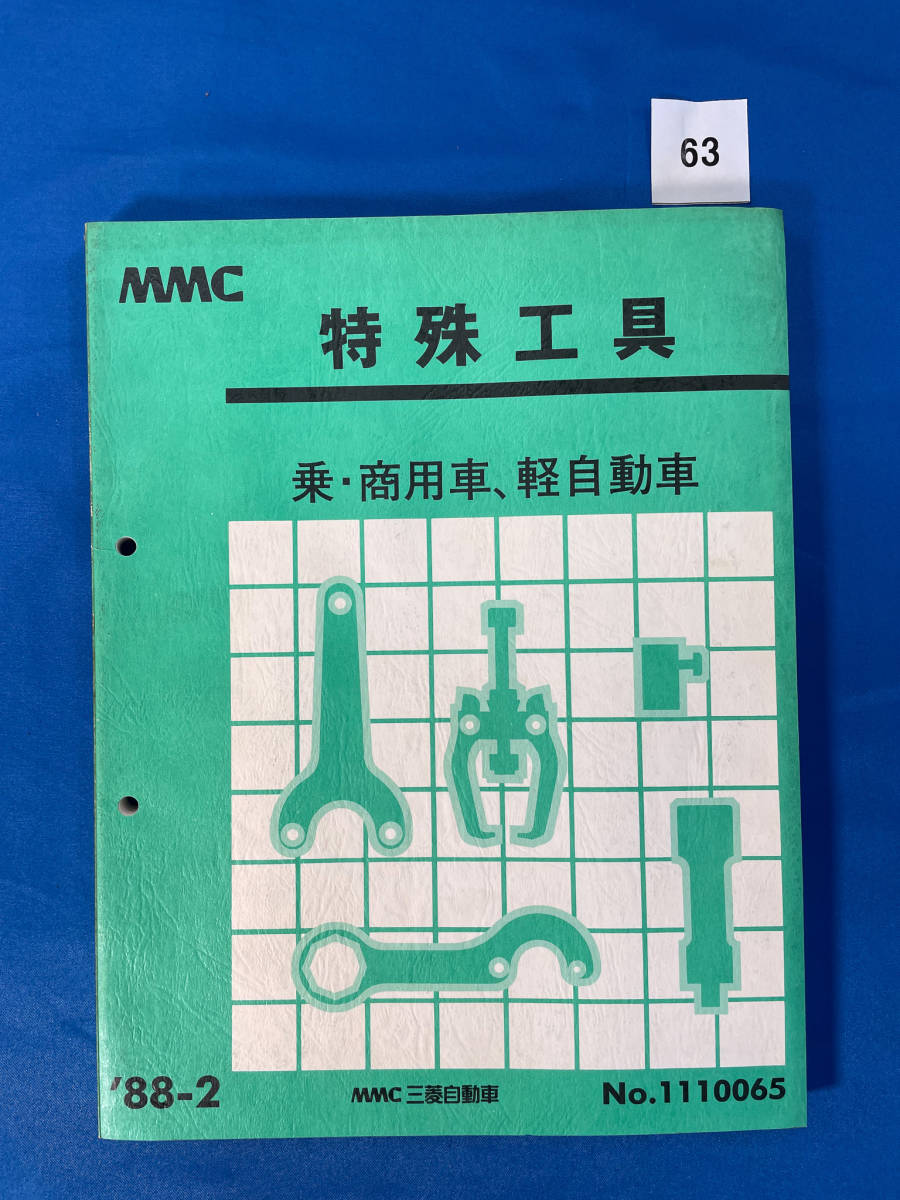 63
MMC
特殊工具
乗・商用車、軽自動車
'88-2
MMC 三菱自動車
No.1110065